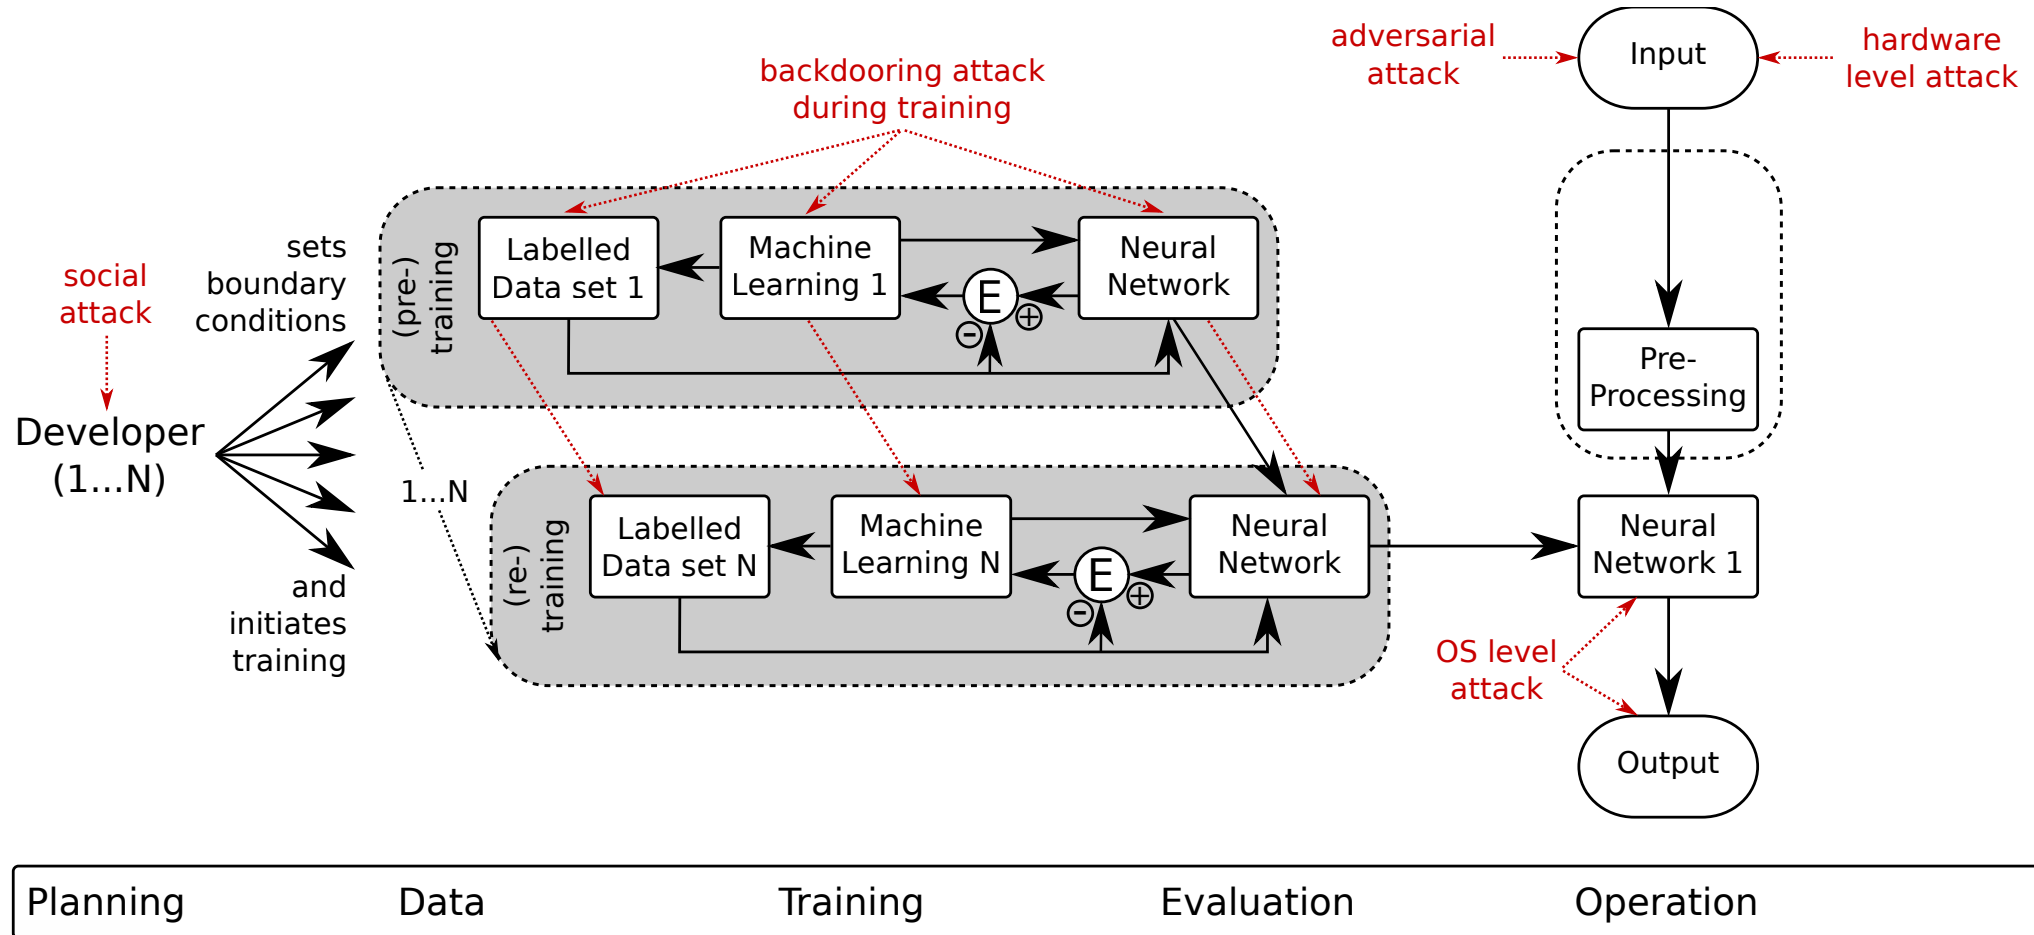 adversarial
attack
Input
hardware
level attack
backdooring attack
during training
social
attack
sets
boundary
conditions
(pre-)
training
Labelled
Data set 1
Machine
Learning 1
E
-
+
Neural
Network
Pre-
Processing
Developer
(1...N)
1...N
and
initiates
training
(re-)
training
Labelled
Data set N
Machine
Learning N
E
-
+
Neural
Network
Neural
Network 1
OS level
attack
Output
Planning
Data
Training
Evaluation
Operation